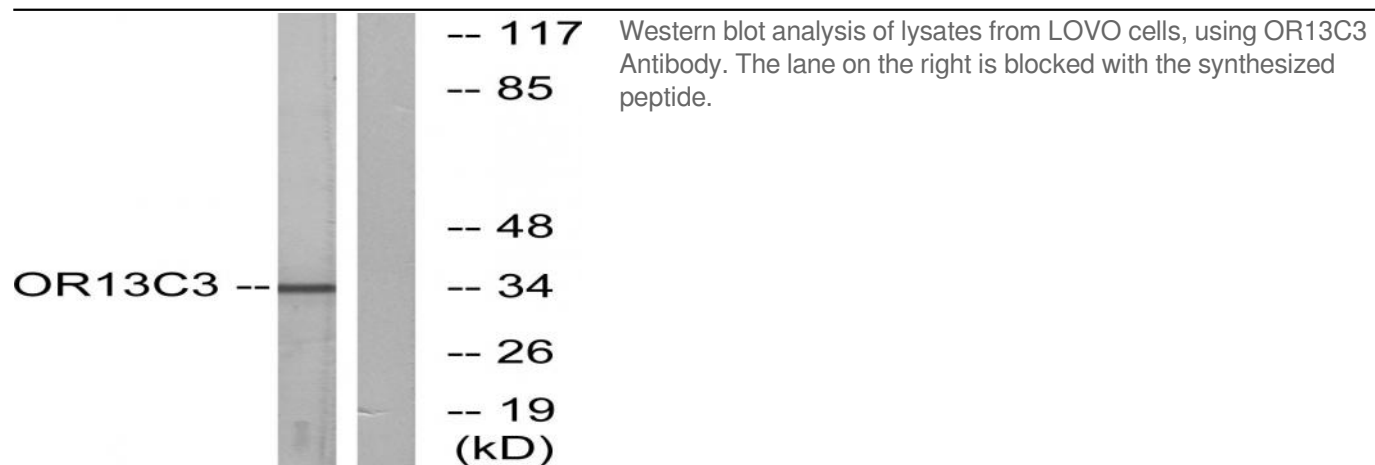 -- 117
-- 85
-- 48
OR13C3 -- -- 34
-- 26
-- 19
(kD)
Western blot analysis of lysates from LOVO cells, using OR13C3
Antibody. The lane on the right is blocked with the synthesized
peptide.